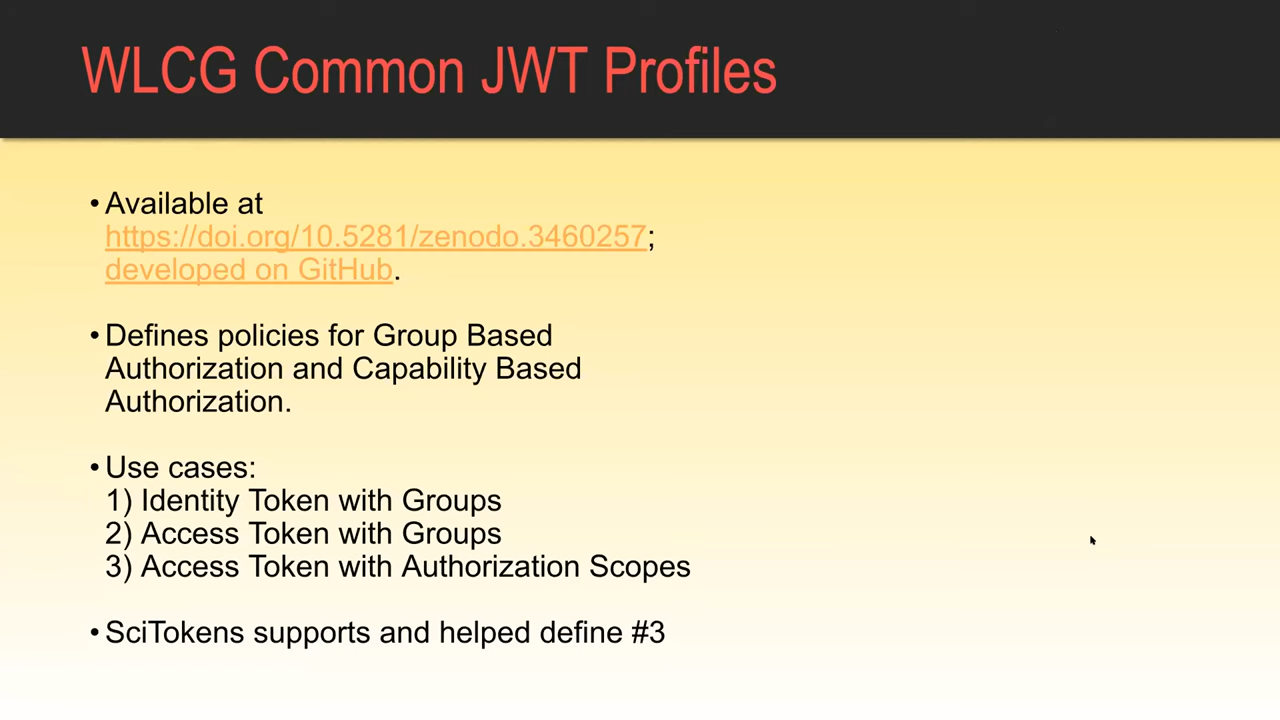 WLCG Common JWT Profiles
•Available at
https://doi.org/10.5281/zenodo.3460257;
developed on GitHub.
•Defines policies for Group Based
Authorization and Capability Based
Authorization.
•Use cases:
1) Identity Token with Groups
2) Access Token with Groups
3) Access Token with Authorization Scopes
•SciTokens supports and helped define #3